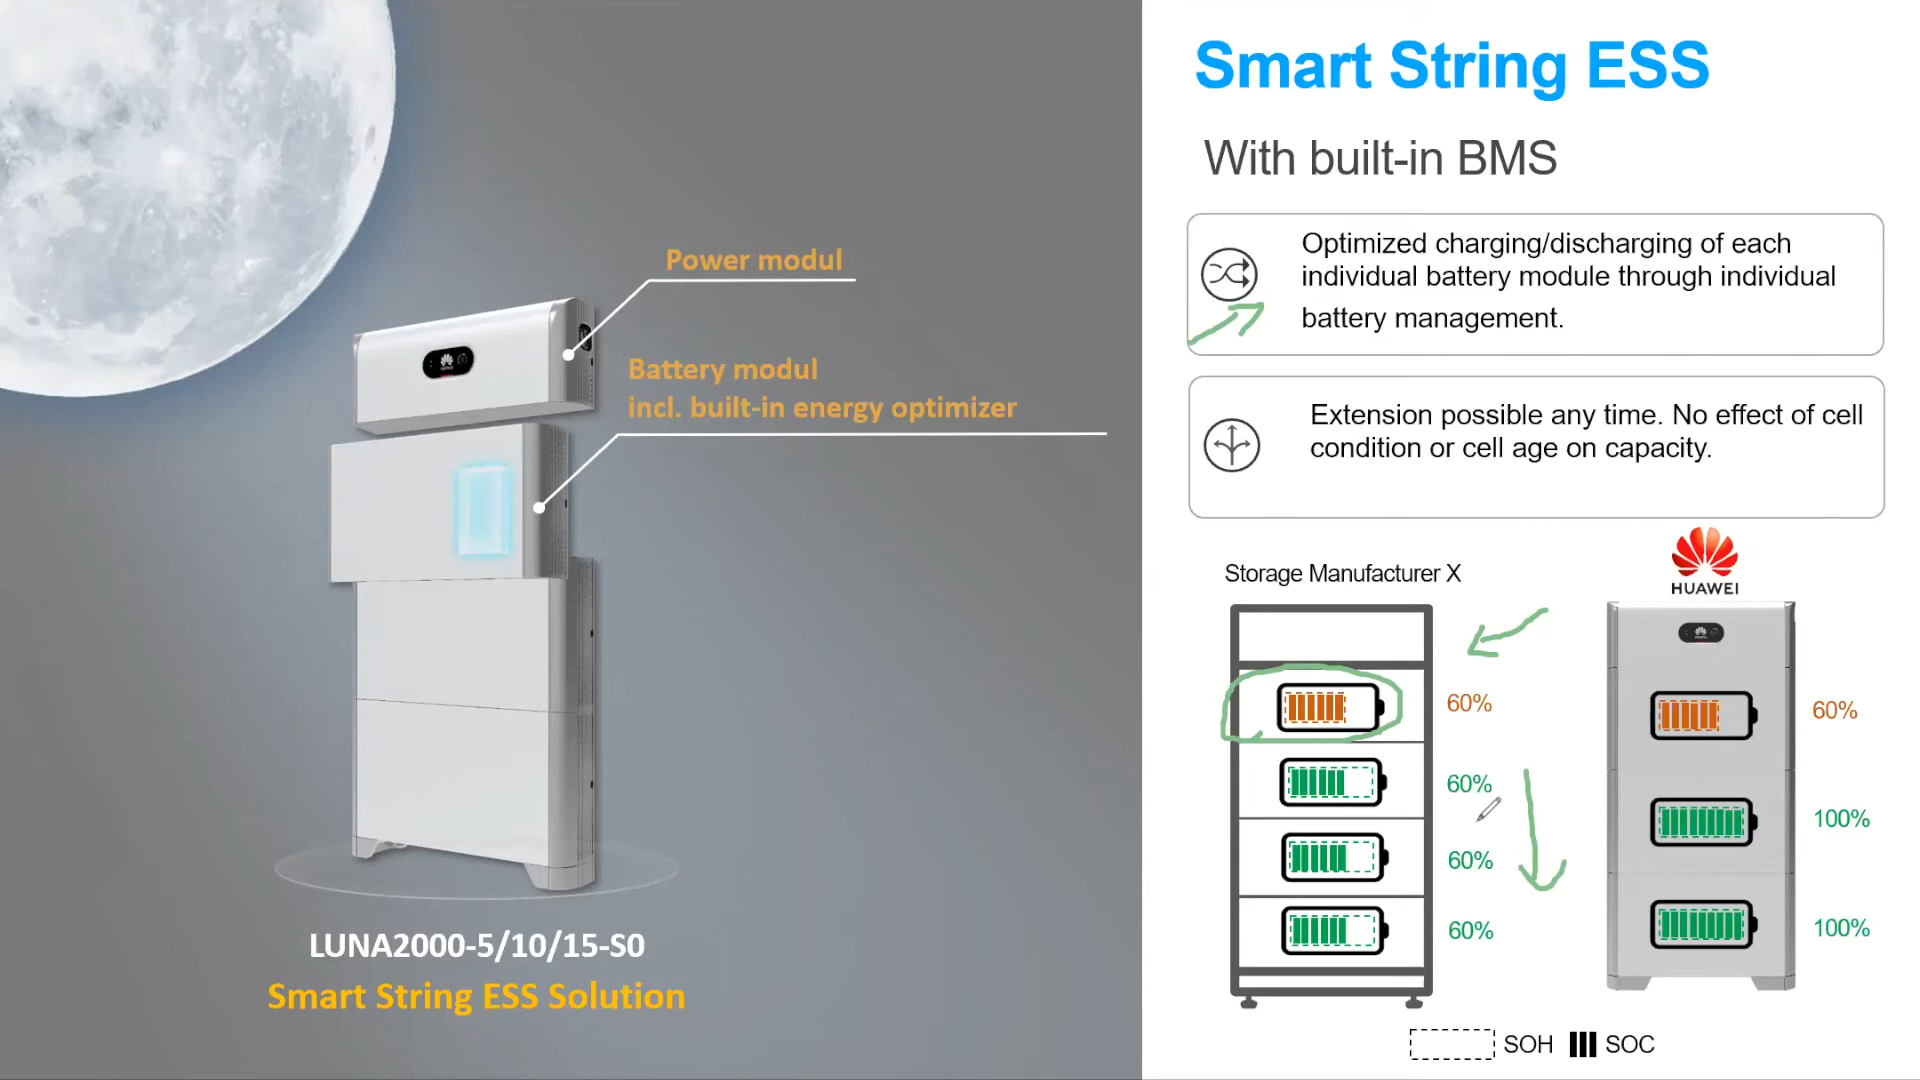 Smart String ESS
With built-in BMS
Optimized charging/discharging of each
individual battery module through individual
battery management.
Extension possible any time. No effect of cell
condition or cell age on capacity.
Power modul
Battery modul
incl. built-in energy optimizer
LUNA2000-5/10/15-S0
Smart String ESS Solution
Storage Manufacturer X
HUAWEI
60%
60%
60%
60%
60%
100%
100%
SOH
SOC